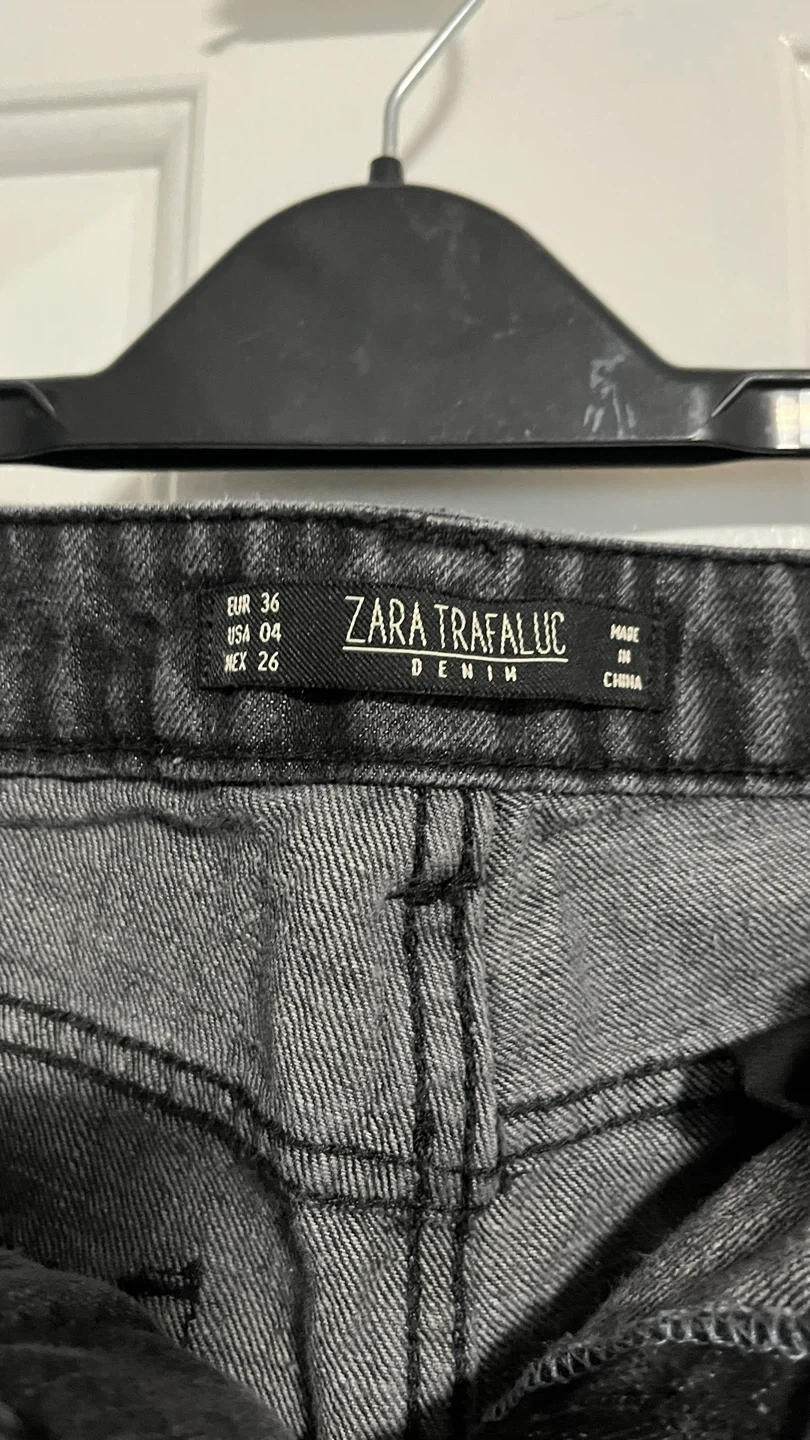 EUR 36
USA 04
MEX 26
ZARA TRAFALUC
DENIM
MADE
IN
CHINA